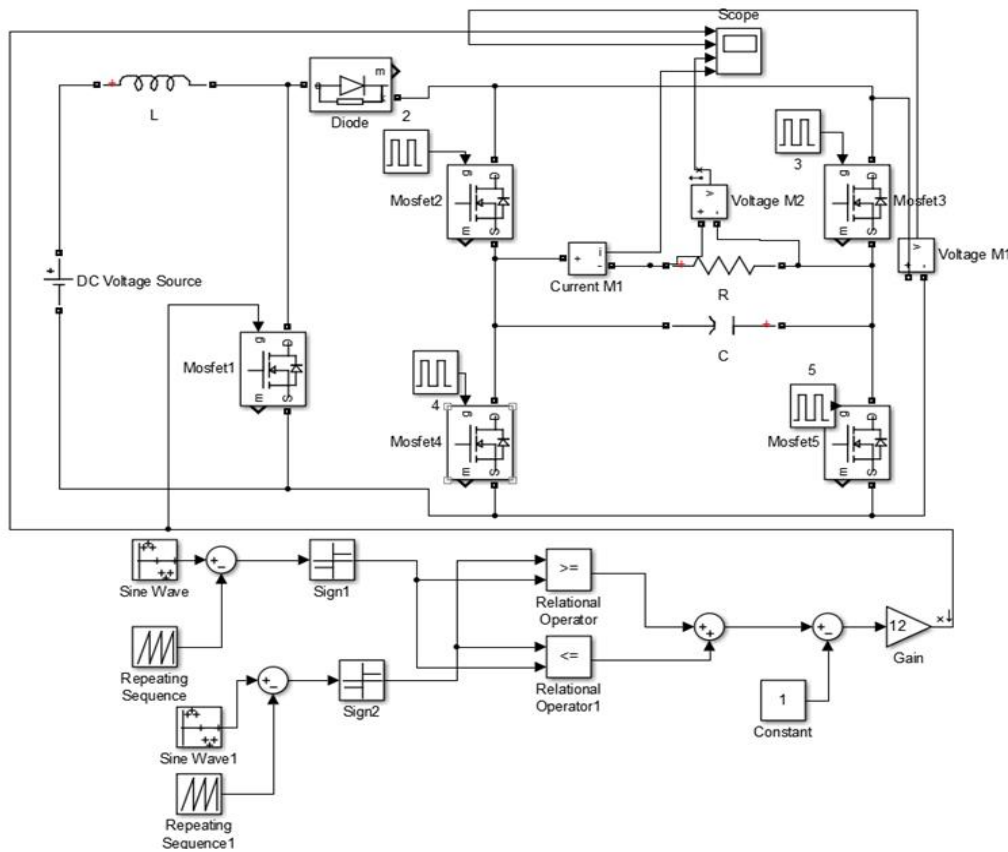 Scope
L
m
a
k
Diode
2
3
g
D
m
S
Mosfet2
v
+
-
Voltage M2
g
D
m
S
Mosfet3
v
+
-
Voltage M1
+
DC Voltage Source
+
i
-
Current M1
R
C
g
D
m
S
Mosfet1
4
g
D
m
S
Mosfet4
5
g
D
m
S
Mosfet5
Sine Wave
+
-
Sign1
>=
Relational
Operator
+
+
+
-
12
Gain
Repeating
Sequence
+
-
Sign2
<=
Relational
Operator1
1
Constant
Sine Wave1
Repeating
Sequence1